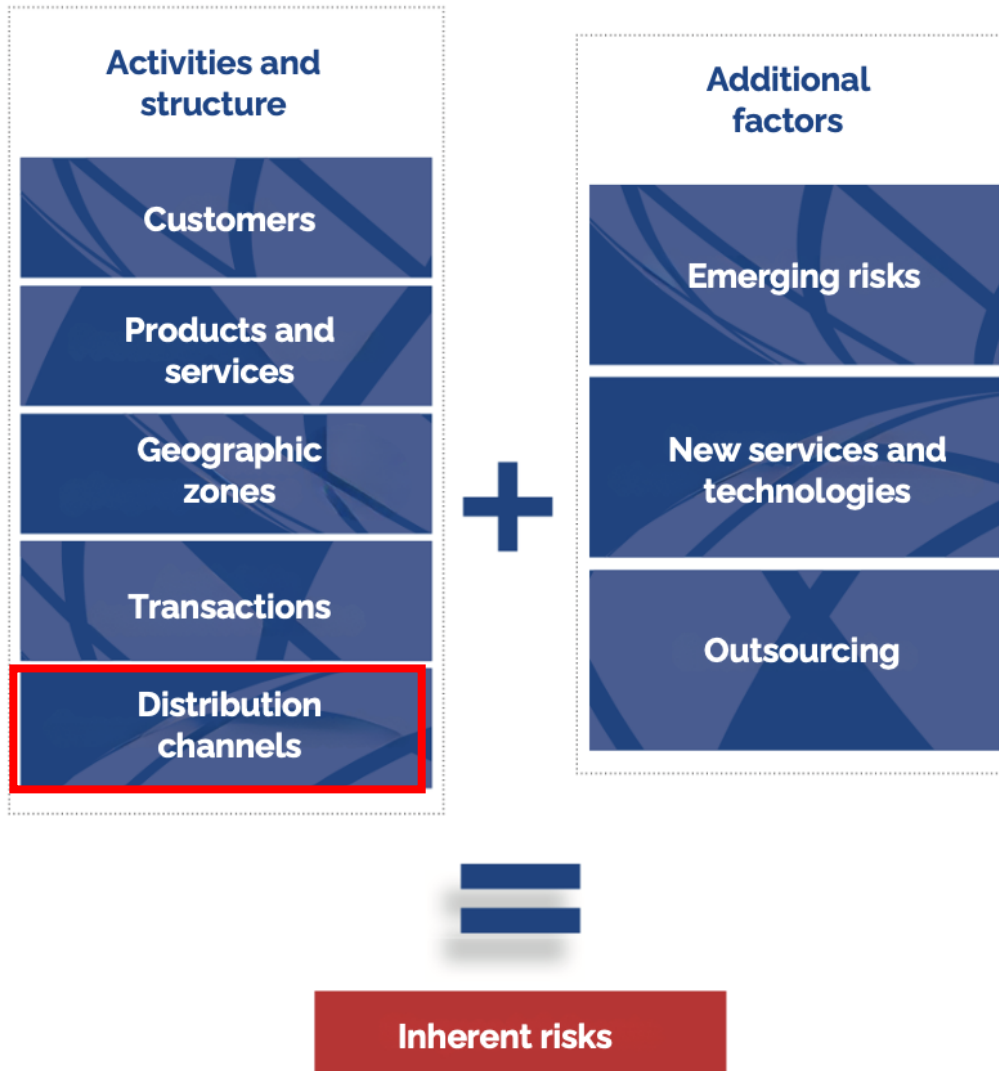 Activities and
structure
Customers
Products and
services
Geographic
zones
Transactions
Distribution
channels
+
Additional
factors
Emerging risks
New services and
technologies
Outsourcing
=
Inherent risks